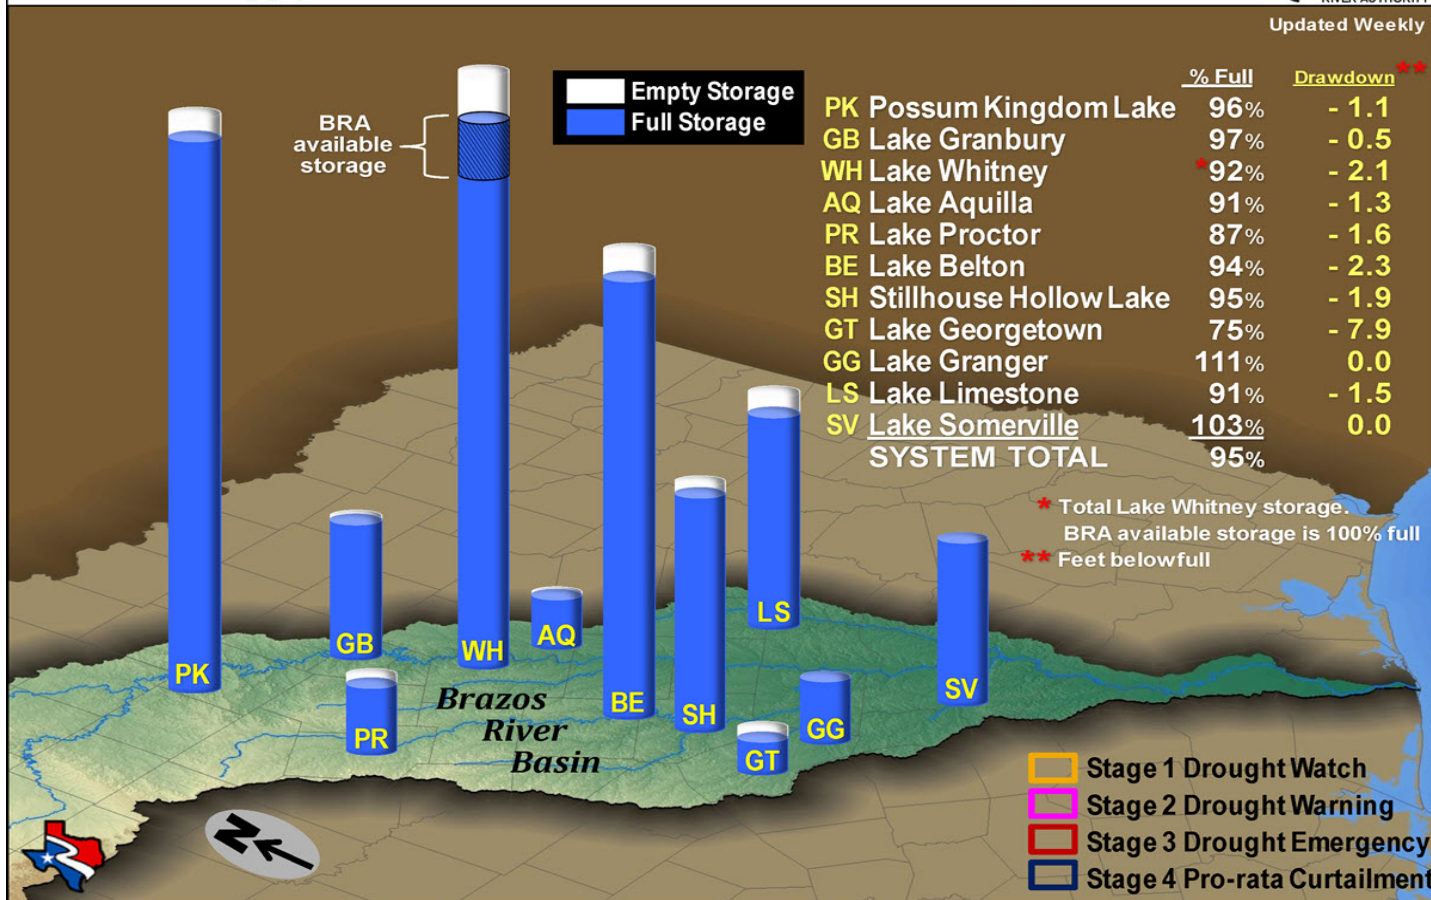 RIVER AUTHORITY
Updated Weekly
Empty Storage
Full Storage
BRA
available
storage
% Full Drawdown**
PK Possum Kingdom Lake 96% - 1.1
GB Lake Granbury 97% - 0.5
WH Lake Whitney *92% - 2.1
AQ Lake Aquilla 91% - 1.3
PR Lake Proctor 87% - 1.6
BE Lake Belton 94% - 2.3
SH Stillhouse Hollow Lake 95% - 1.9
GT Lake Georgetown 75% - 7.9
GG Lake Granger 111% 0.0
LS Lake Limestone 91% - 1.5
SV Lake Somerville 103% 0.0
SYSTEM TOTAL 95%
* Total Lake Whitney storage.
BRA available storage is 100% full
** Feet belowfull
PK
GB
WH
AQ
LS
PR
BE
SH
GT
GG
SV
Brazos
River
Basin
N
Stage 1 Drought Watch
Stage 2 Drought Warning
Stage 3 Drought Emergency
Stage 4 Pro-rata Curtailment